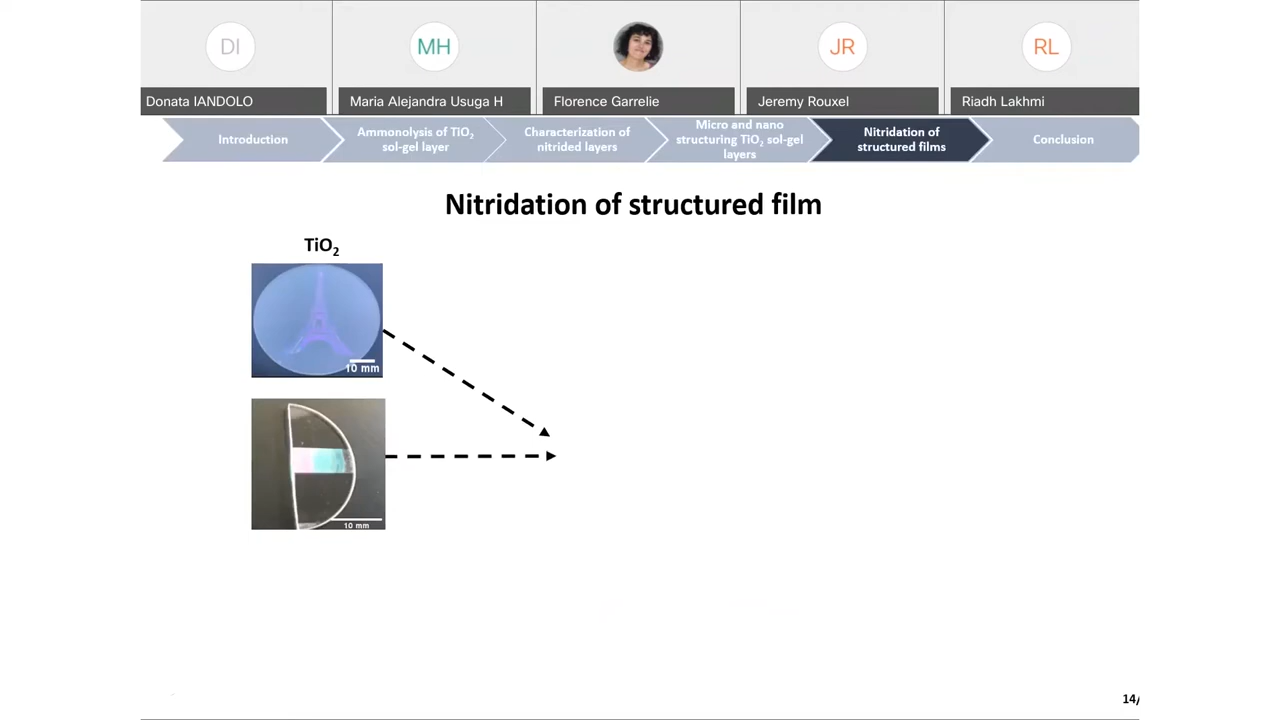 DI
MH
JR
RL
Donata IANDOLO
Maria Alejandra Usuga H
Florence Garrelie
Jeremy Rouxel
Riadh Lakhmi
Introduction
Ammonolysis of TiO₂
sol-gel layer
Characterization of
nitrided layers
Micro and nano
structuring TiO₂ sol-gel
layers
Nitridation of
structured films
Conclusion
Nitridation of structured film
TiO₂
10 mm
10 mm
14/